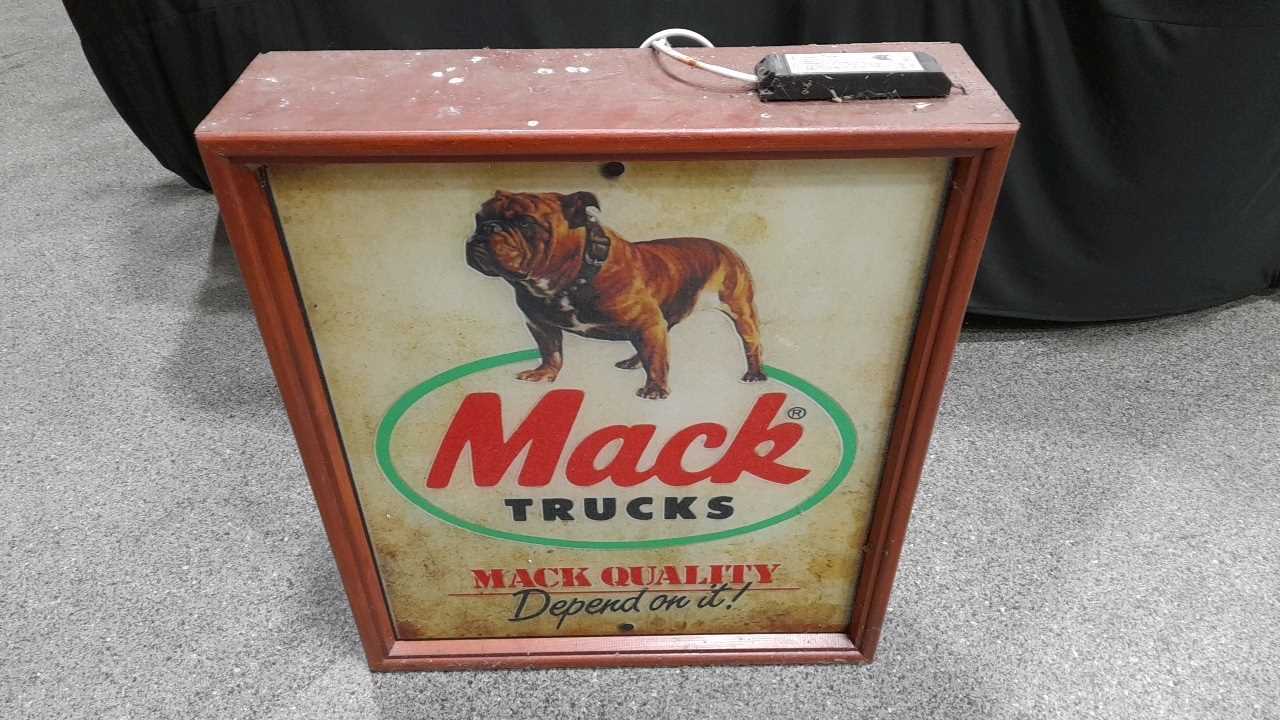 Mack®
TRUCKS
MACK QUALITY
Depend on it!